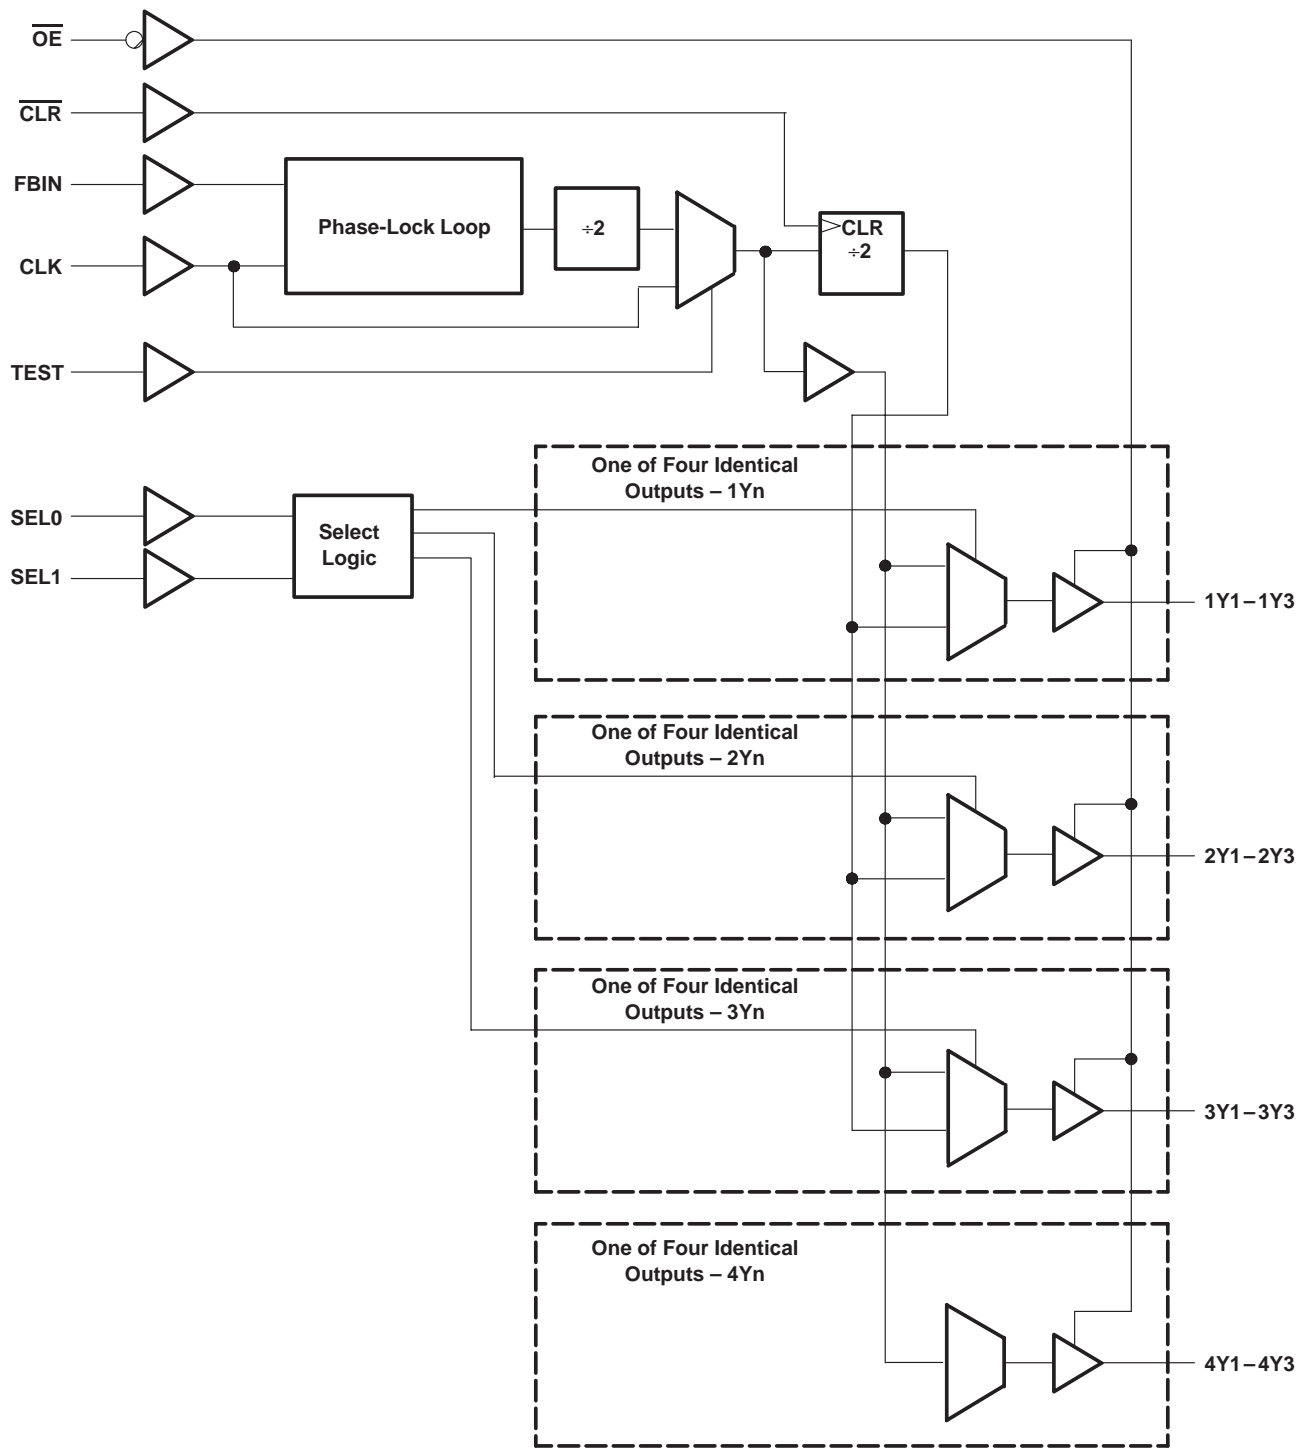 OE
CLR
FBIN
Phase-Lock Loop
÷2
CLR
÷2
CLK
TEST
One of Four Identical
Outputs – 1Yn
SEL0
SEL1
Select
Logic
1Y1–1Y3
One of Four Identical
Outputs – 2Yn
2Y1–2Y3
One of Four Identical
Outputs – 3Yn
3Y1–3Y3
One of Four Identical
Outputs – 4Yn
4Y1–4Y3